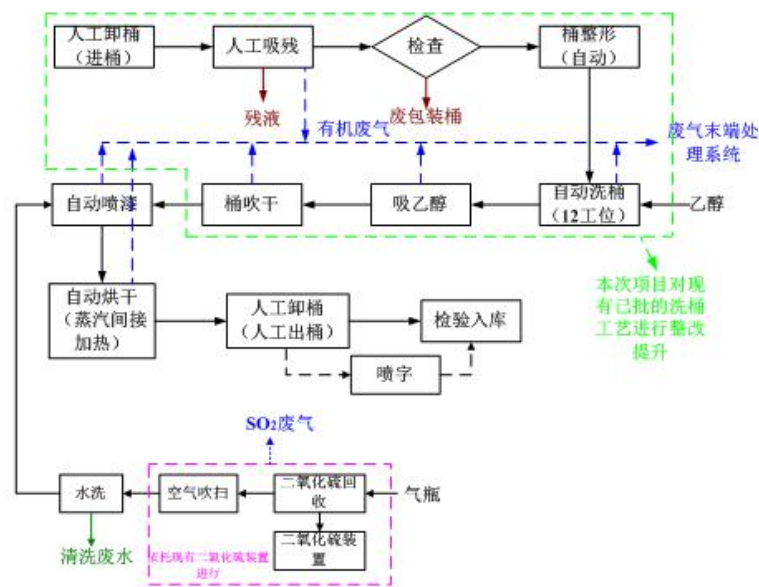 人工卸桶
（进桶）
人工吸残
检查
桶整形
（自动）
残液
废包装桶
有机废气
废气末端处
理系统
自动喷漆
桶吹干
吸乙醇
自动洗桶
（12工位）
乙醇
自动烘干
（蒸汽间接
加热）
人工卸桶
（人工出桶）
检验入库
喷字
本次项目对现
有已批的洗桶
工艺进行整改
提升
SO2废气
水洗
空气吹扫
二氧化硫回收
气瓶
二氧化硫装置
清洗废水
依托现有二氧化硫装置
进行